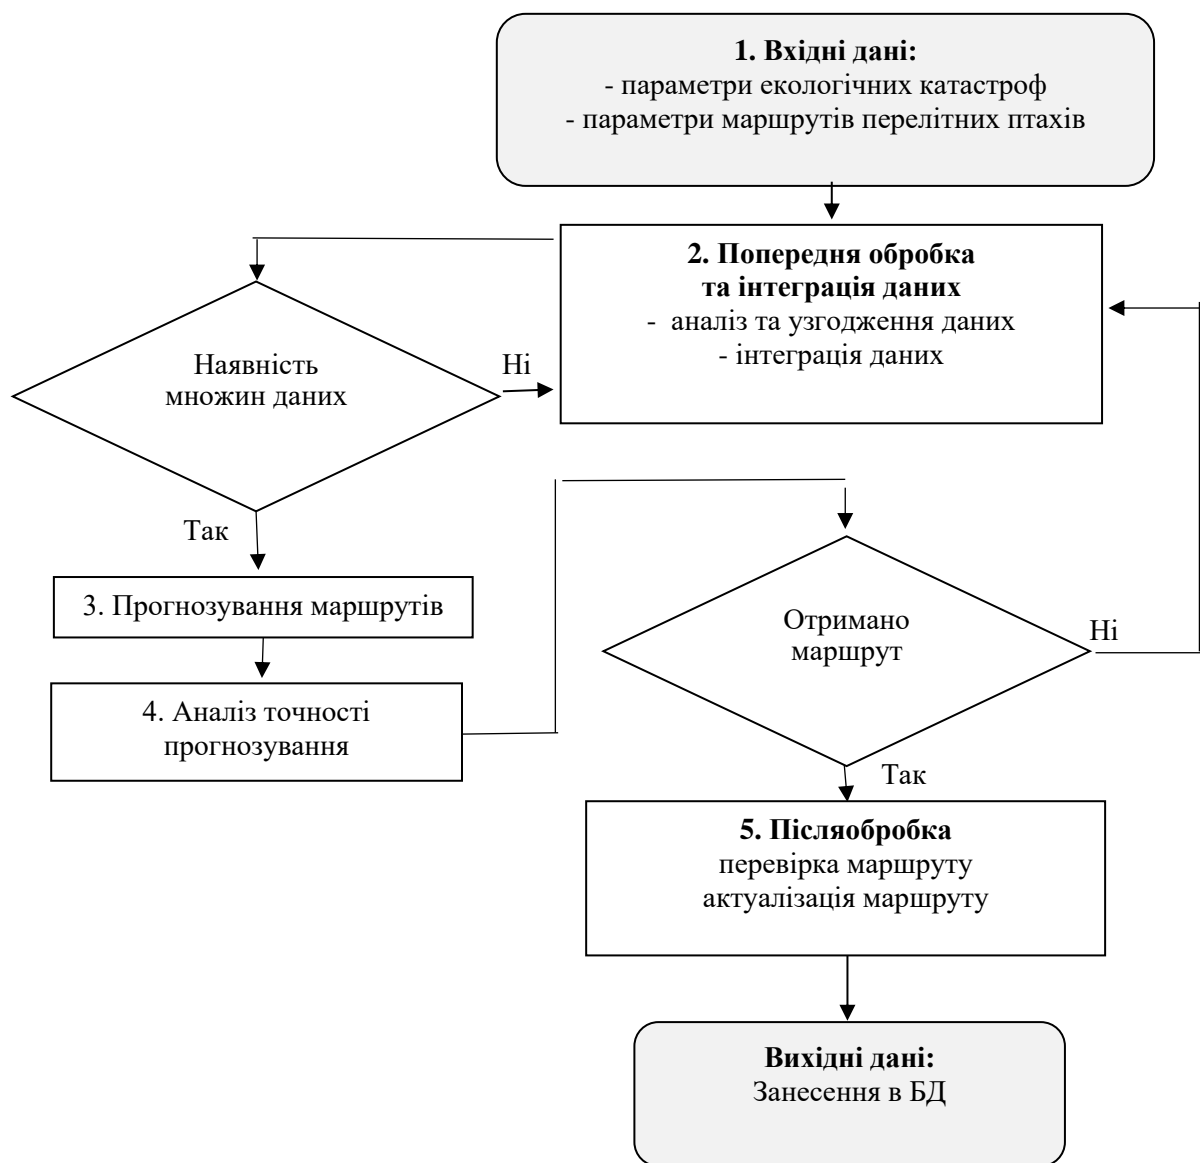 1. Вхідні дані:
- параметри екологічних катастроф
- параметри маршрутів перелітних птахів
2. Попередня обробка
та інтеграція даних
- аналіз та узгодження даних
- інтеграція даних
Наявність
множин даних
Ні
Так
3. Прогнозування маршрутів
4. Аналіз точності
прогнозування
Отримано
маршрут
Ні
Так
5. Післяобробка
перевірка маршруту
актуалізація маршруту
Вихідні дані:
Занесення в БД